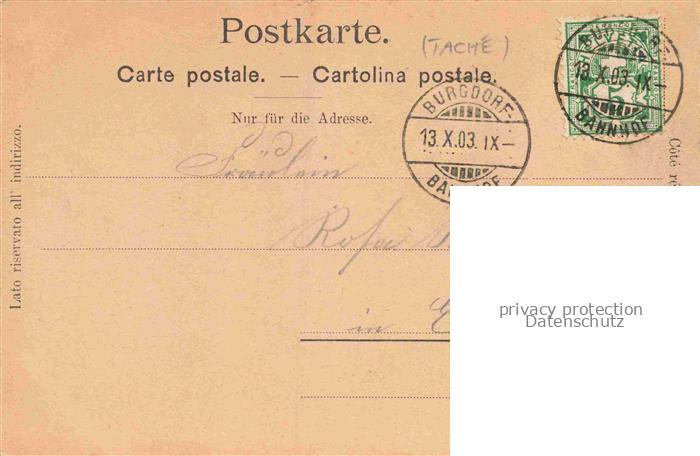 Postkarte.
(TACHÉ)
Carte postale. — Cartolina postale.
Nur für die Adresse.
BURGDORF-
13.X.03.IX-
BAHNHOF
13.X.03.IX-
BAHNHOF
Lato riservato all' indirizzo.
Côté
Fräulein
Rosa
in
privacy protection
Datenschutz